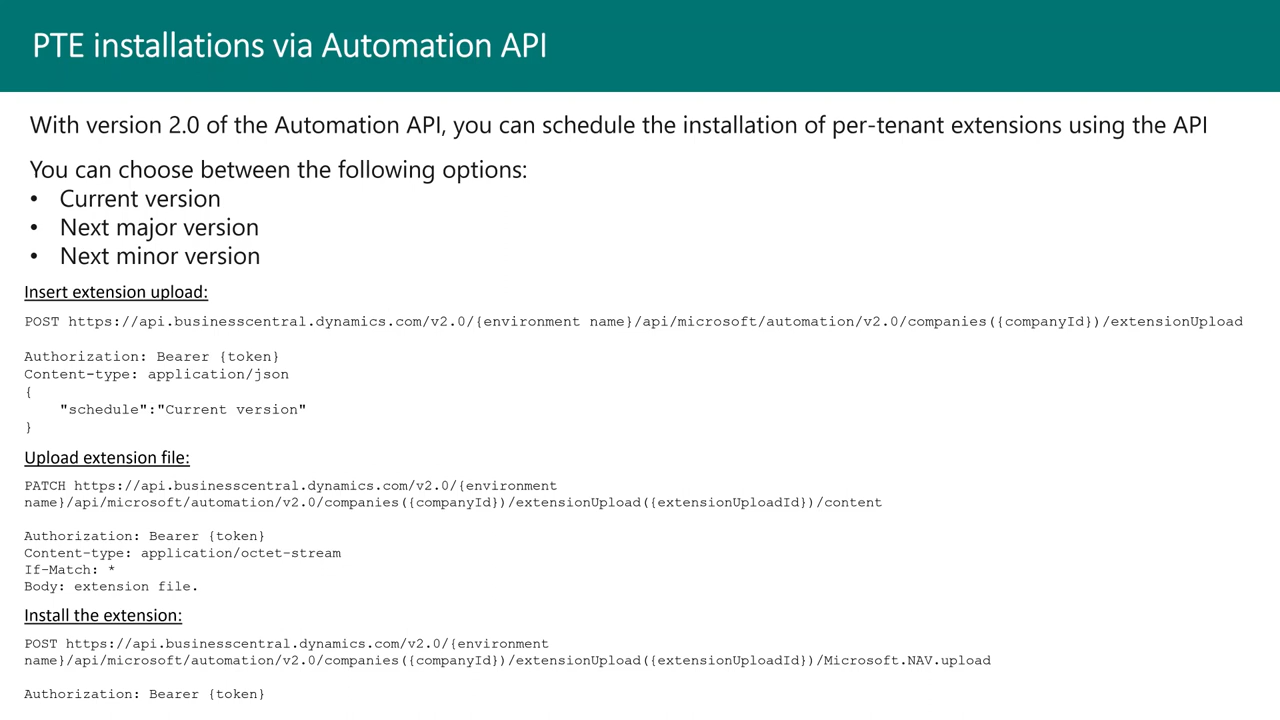 PTE installations via Automation API
With version 2.0 of the Automation API, you can schedule the installation of per-tenant extensions using the API
You can choose between the following options:
• Current version
• Next major version
• Next minor version
Insert extension upload:
POST https://api.businesscentral.dynamics.com/v2.0/{environment name}/api/microsoft/automation/v2.0/companies({companyId})/extensionUpload
Authorization: Bearer {token}
Content-type: application/json
{
"schedule":"Current version"
}
Upload extension file:
PATCH https://api.businesscentral.dynamics.com/v2.0/{environment
name}/api/microsoft/automation/v2.0/companies({companyId})/extensionUpload({extensionUploadId})/content
Authorization: Bearer {token}
Content-type: application/octet-stream
If-Match: *
Body: extension file.
Install the extension:
POST https://api.businesscentral.dynamics.com/v2.0/{environment
name}/api/microsoft/automation/v2.0/companies({companyId})/extensionUpload({extensionUploadId})/Microsoft.NAV.upload
Authorization: Bearer {token}